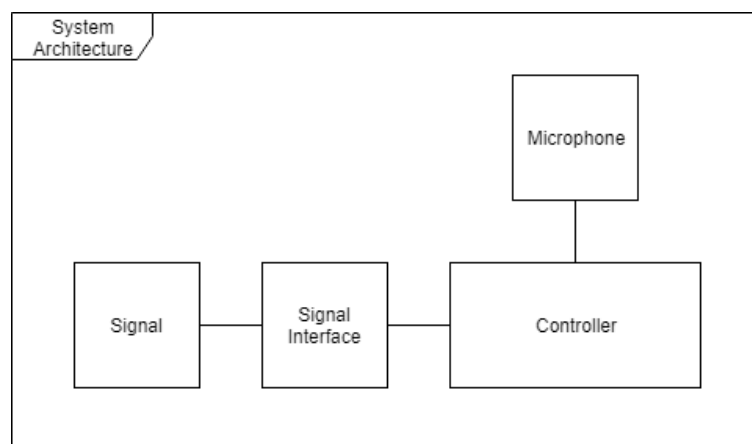 System
Architecture
Microphone
Signal
Signal
Interface
Controller